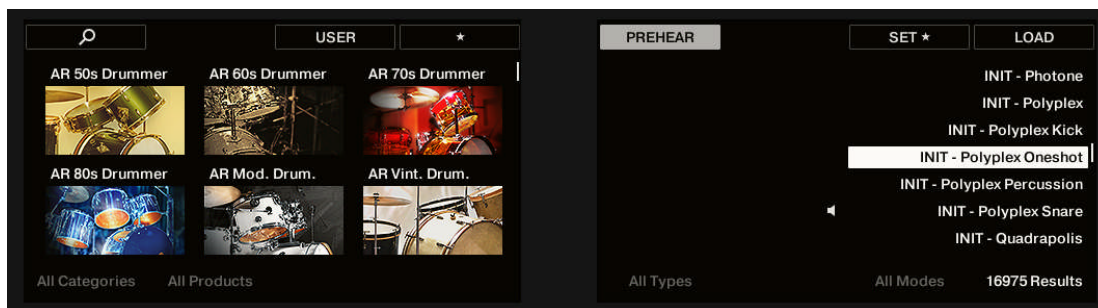 USER ★
AR 50s Drummer AR 60s Drummer AR 70s Drummer
AR 80s Drummer AR Mod. Drum. AR Vint. Drum.
All Categories All Products
PREHEAR SET ★ LOAD
INIT - Photone
INIT - Polyplex
INIT - Polyplex Kick
INIT - Polyplex Oneshot
INIT - Polyplex Percussion
INIT - Polyplex Snare
INIT - Quadrapolis
All Types All Modes 16975 Results